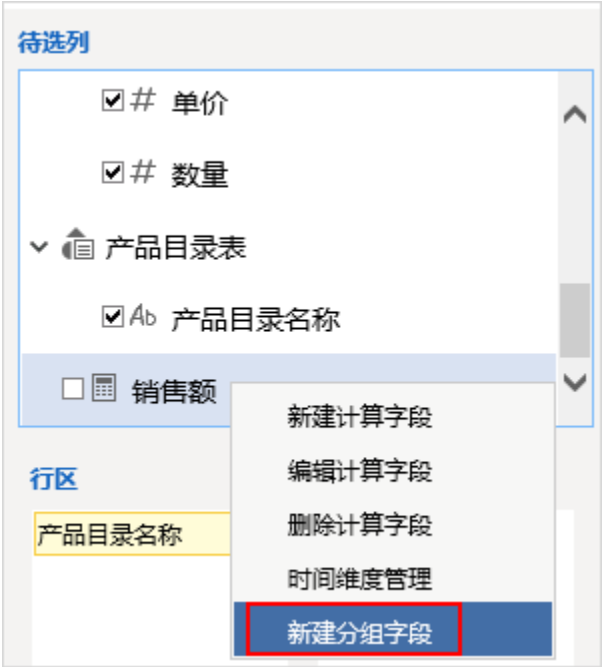 待选列
# 单价
# 数量
产品目录表
Ab 产品目录名称
销售额
新建计算字段
编辑计算字段
删除计算字段
时间维度管理
新建分组字段
行区
产品目录名称